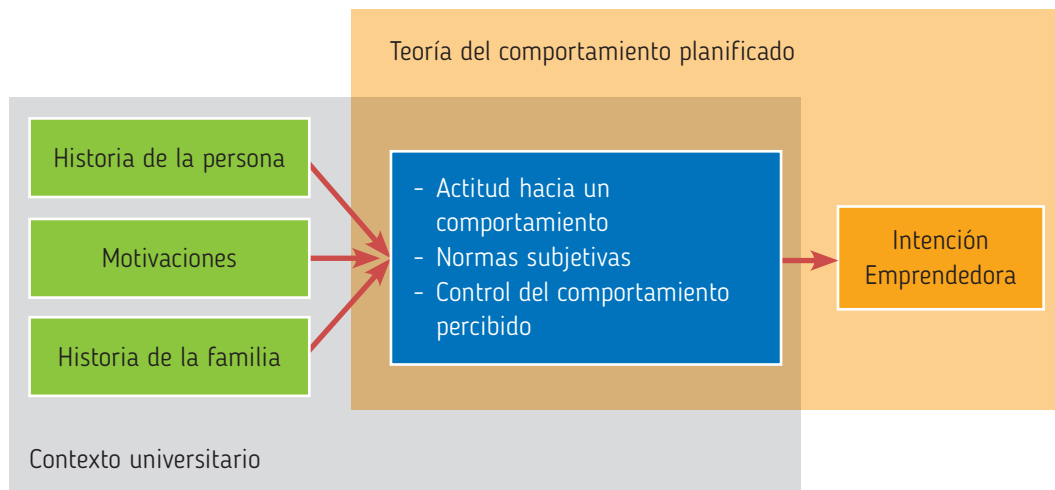 Teoría del comportamiento planificado
Historia de la persona
Motivaciones
Historia de la familia
- Actitud hacia un
comportamiento
- Normas subjetivas
- Control del comportamiento
percibido
Intención
Emprendedora
Contexto universitario